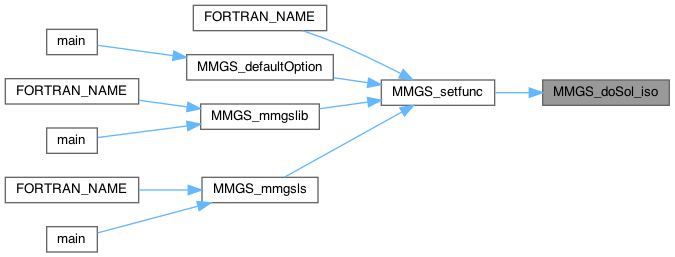 FORTRAN_NAME
main
MMGS_defaultOption
FORTRAN_NAME
MMGS_setfunc
MMGS_doSol_iso
MMGS_mmgslib
main
FORTRAN_NAME
MMGS_mmgsls
main